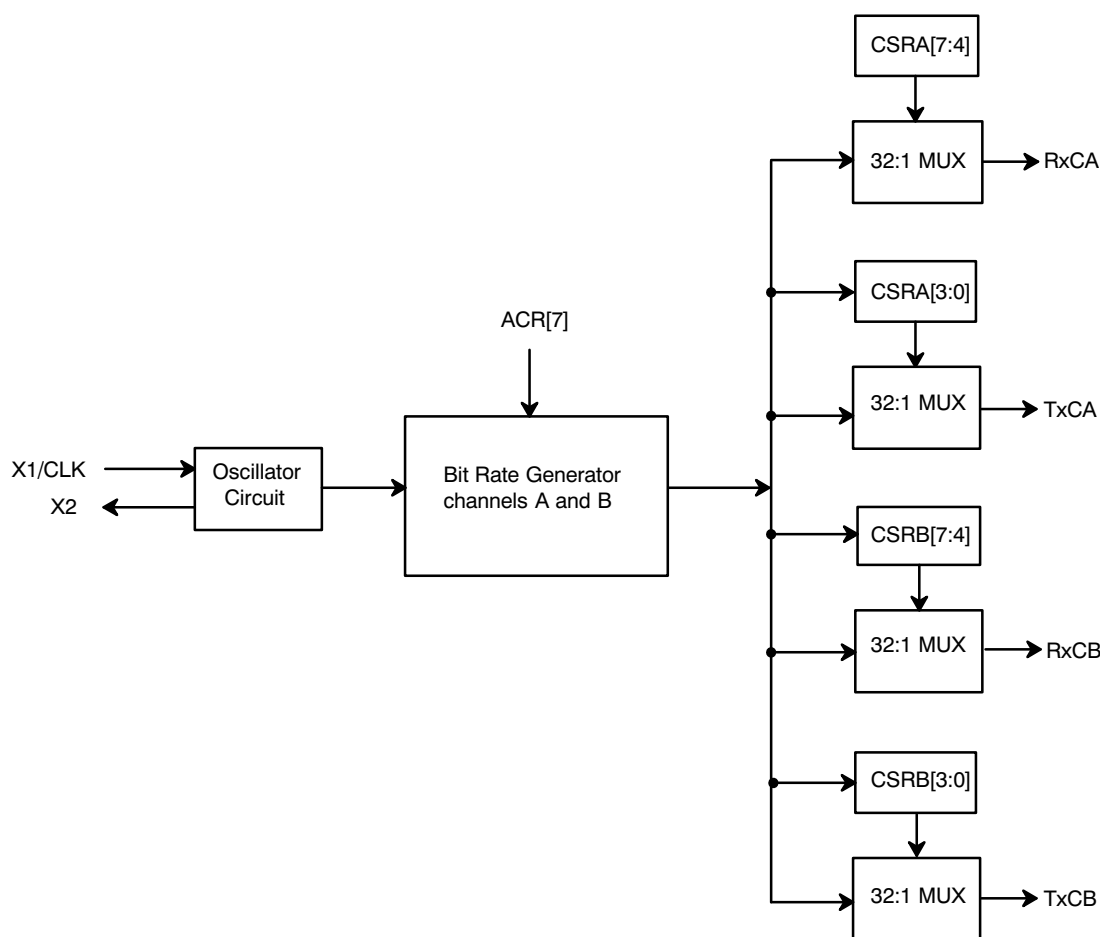 CSRA[7:4]
32:1 MUX
RxCA
CSRA[3:0]
ACR[7]
32:1 MUX
TxCA
X1/CLK
X2
Oscillator
Circuit
Bit Rate Generator
channels A and B
CSRB[7:4]
32:1 MUX
RxCB
CSRB[3:0]
32:1 MUX
TxCB